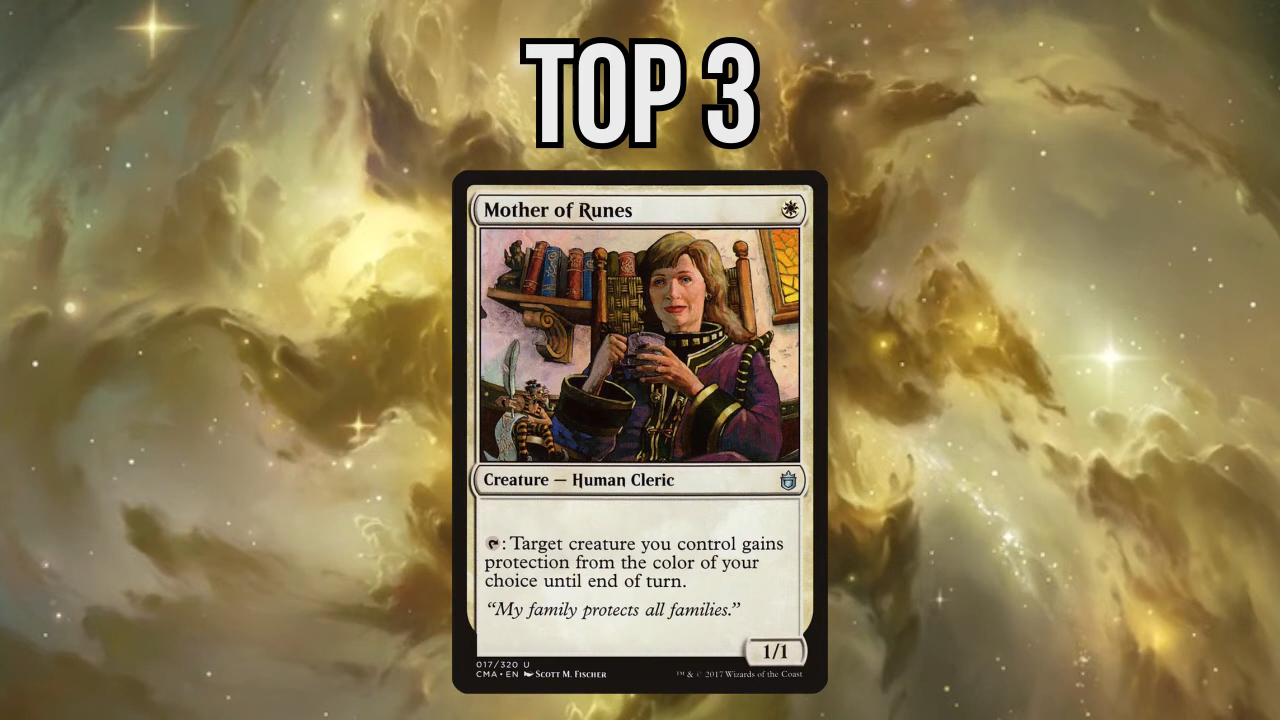 TOP 3
Mother of Runes
Creature — Human Cleric
: Target creature you control gains
protection from the color of your
choice until end of turn.
“My family protects all families.”
1/1
017/320 U
CMA • EN Scott M. Fischer
™ & © 2017 Wizards of the Coast